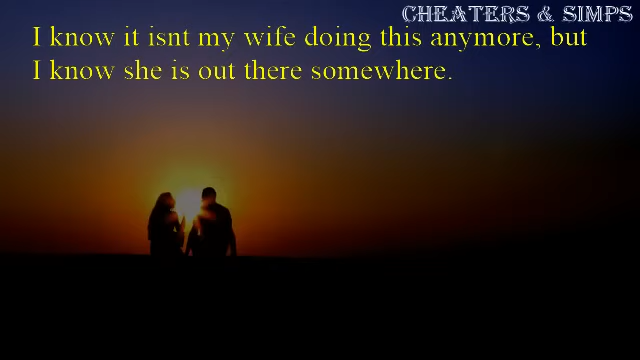 CHEATERS & SIMPS
I know it isnt my wife doing this anymore, but
I know she is out there somewhere.